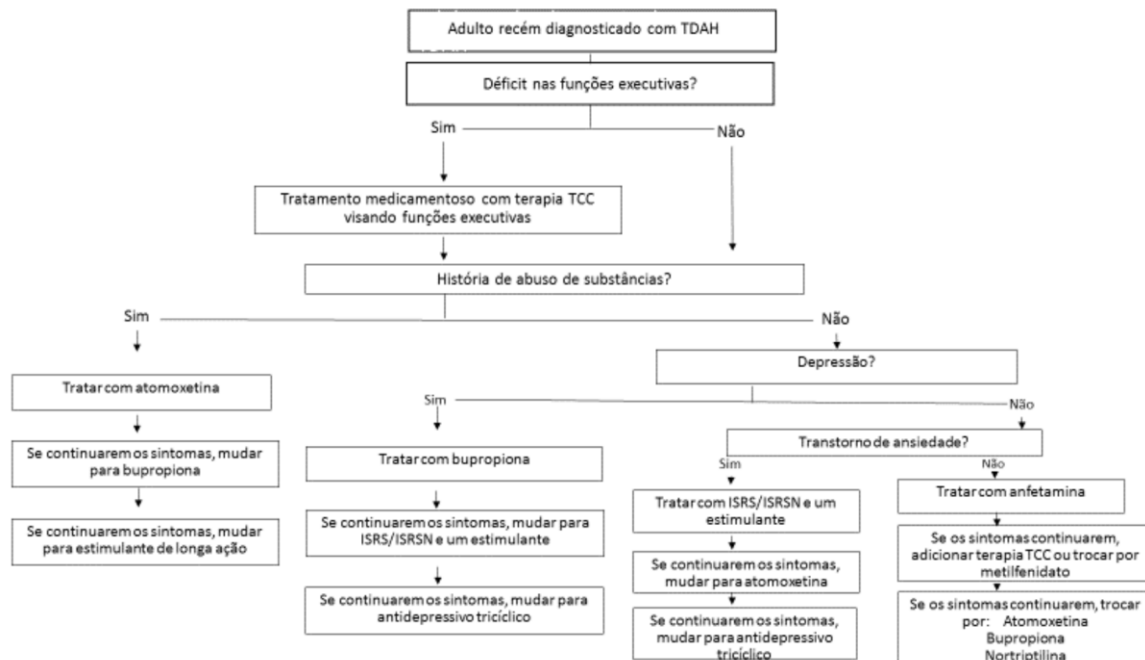 Adulto recém diagnosticado com TDAH
Déficit nas funções executivas?
Sim
Não
Tratamento medicamentoso com terapia TCC
visando funções executivas
História de abuso de substâncias?
Sim
Não
Depressão?
Tratar com atomoxetina
Sim
Não
Se continuarem os sintomas, mudar
para bupropiona
Se continuarem os sintomas, mudar
para estimulante de longa ação
Tratar com bupropiona
Se continuarem os sintomas, mudar para
ISRS/ISRSN e um estimulante
Se continuarem os sintomas, mudar para
antidepressivo tricíclico
Transtorno de ansiedade?
Sim
Não
Tratar com ISRS/ISRSN e um
estimulante
Se continuarem os sintomas,
mudar para atomoxetina
Se continuarem os sintomas,
mudar para antidepressivo
tricíclico
Tratar com anfetamina
Se os sintomas continuarem,
adicionar terapia TCC ou trocar por
metilfenidato
Se os sintomas continuarem, trocar
por: Atomoxetina
Bupropiona
Nortriptilina